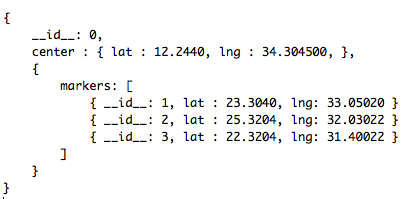 {
    __id__: 0,
    center : { lat : 12.2440, lng : 34.304500, },
    {
        markers: [
            { __id__: 1, lat : 23.3040, lng: 33.05020 }
            { __id__: 2, lat : 25.3204, lng: 32.03022 }
            { __id__: 3, lat : 22.3204, lng: 31.40022 }
        ]
    }
}